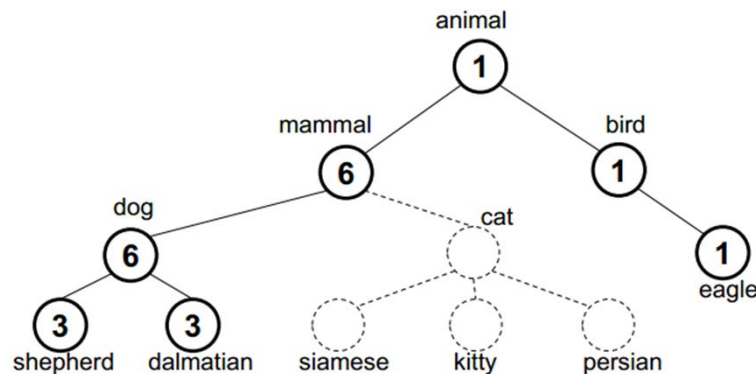 animal
1
mammal
bird
6
1
dog
cat
6
1
eagle
3
3
shepherd dalmatian siamese kitty persian